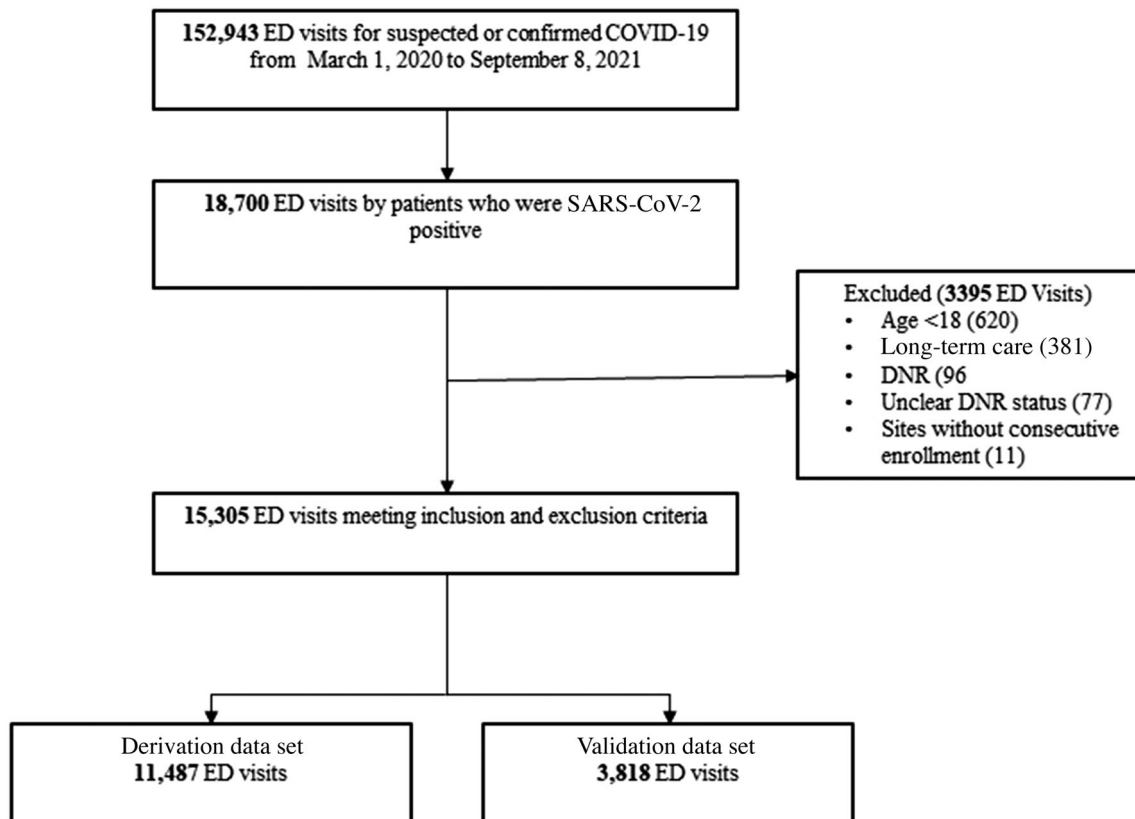 152,943 ED visits for suspected or confirmed COVID-19
from March 1, 2020 to September 8, 2021
18,700 ED visits by patients who were SARS-CoV-2
positive
Excluded (3395 ED Visits)
• Age <18 (620)
• Long-term care (381)
• DNR (96
• Unclear DNR status (77)
• Sites without consecutive
enrollment (11)
15,305 ED visits meeting inclusion and exclusion criteria
Derivation data set
11,487 ED visits
Validation data set
3,818 ED visits